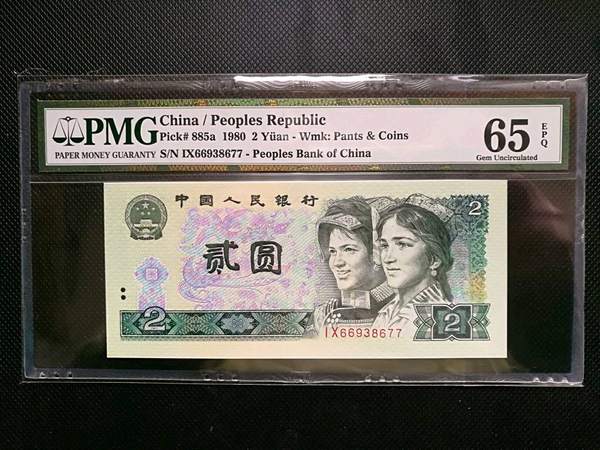 PMG
PAPER MONEY GUARANTY
China / Peoples Republic
Pick# 885a 1980 2 Yüan - Wmk: Pants & Coins
S/N IX66938677 - Peoples Bank of China
65 EPQ
Gem Uncirculated
中国人民银行
2
贰圆
2
IX66938677
2